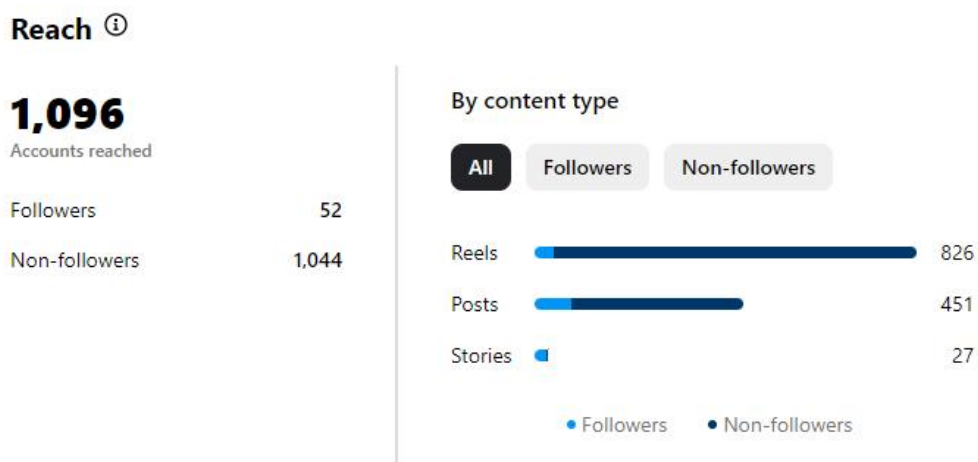 Reach
1,096
Accounts reached
Followers 52
Non-followers 1,044
By content type
All Followers Non-followers
Reels 826
Posts 451
Stories 27
Followers Non-followers